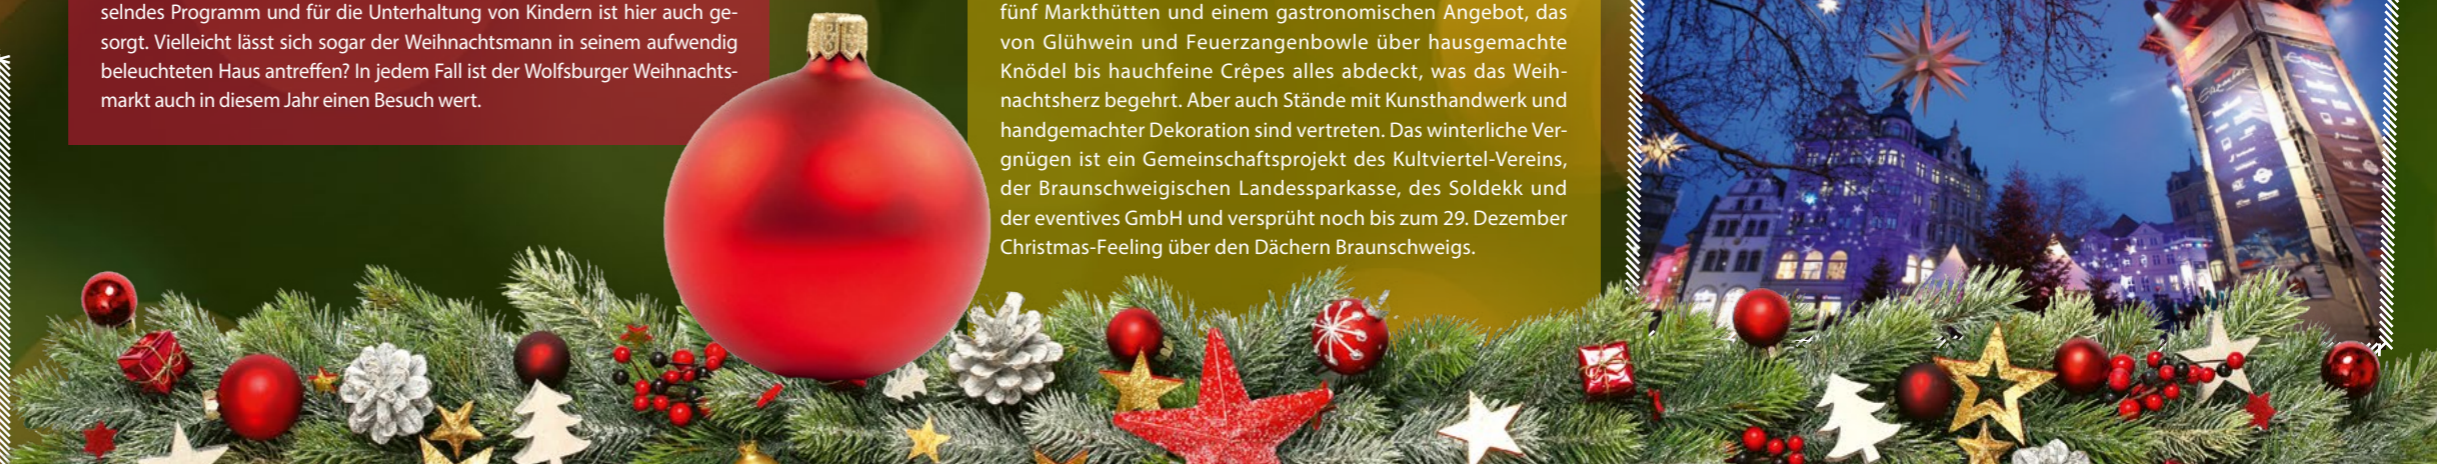 selndes Programm und für die Unterhaltung von Kindern ist hier auch ge-
sorgt. Vielleicht lässt sich sogar der Weihnachtsmann in seinem aufwendig
beleuchteten Haus antreffen? In jedem Fall ist der Wolfsburger Weihnachts-
markt auch in diesem Jahr einen Besuch wert.
fünf Markthütten und einem gastronomischen Angebot, das
von Glühwein und Feuerzangenbowle über hausgemachte
Knödel bis hauchfeine Crêpes alles abdeckt, was das Weih-
nachtsherz begehrt. Aber auch Stände mit Kunsthandwerk und
handgemachter Dekoration sind vertreten. Das winterliche Ver-
gnügen ist ein Gemeinschaftsprojekt des Kultviertel-Vereins,
der Braunschweigischen Landessparkasse, des Soldekk und
der eventives GmbH und versprüht noch bis zum 29. Dezember
Christmas-Feeling über den Dächern Braunschweigs.